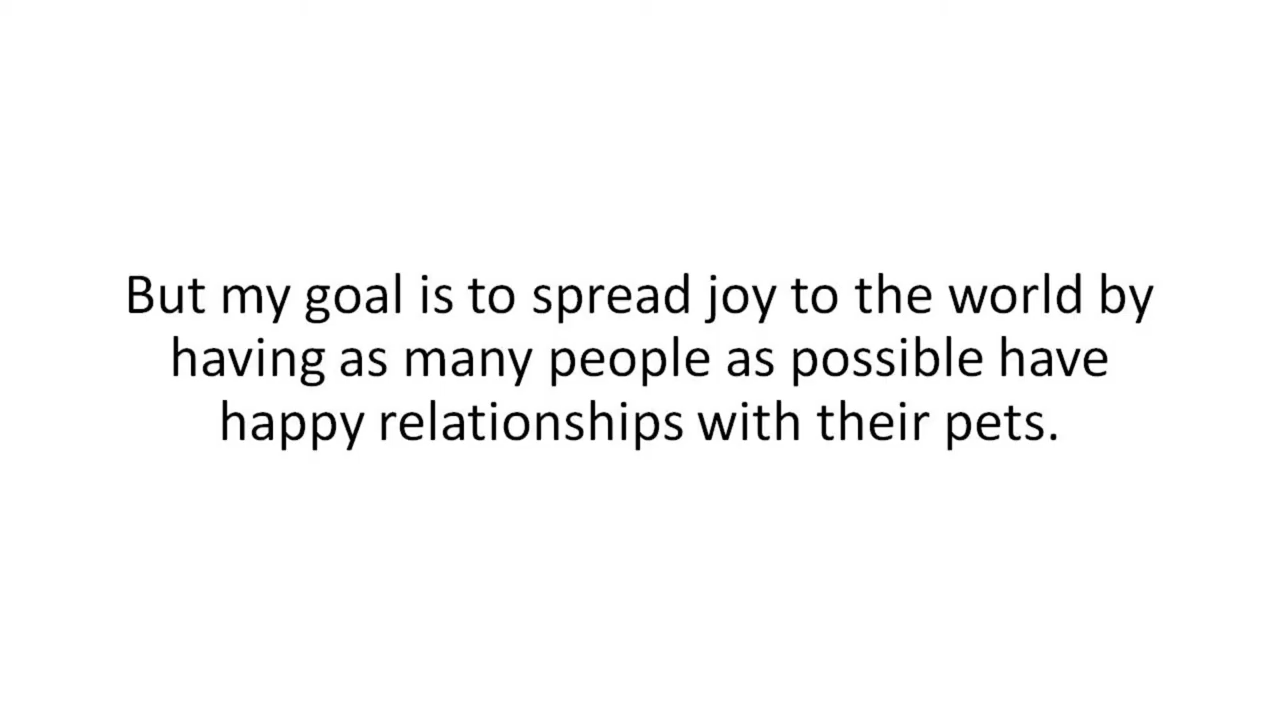 But my goal is to spread joy to the world by
having as many people as possible have
happy relationships with their pets.